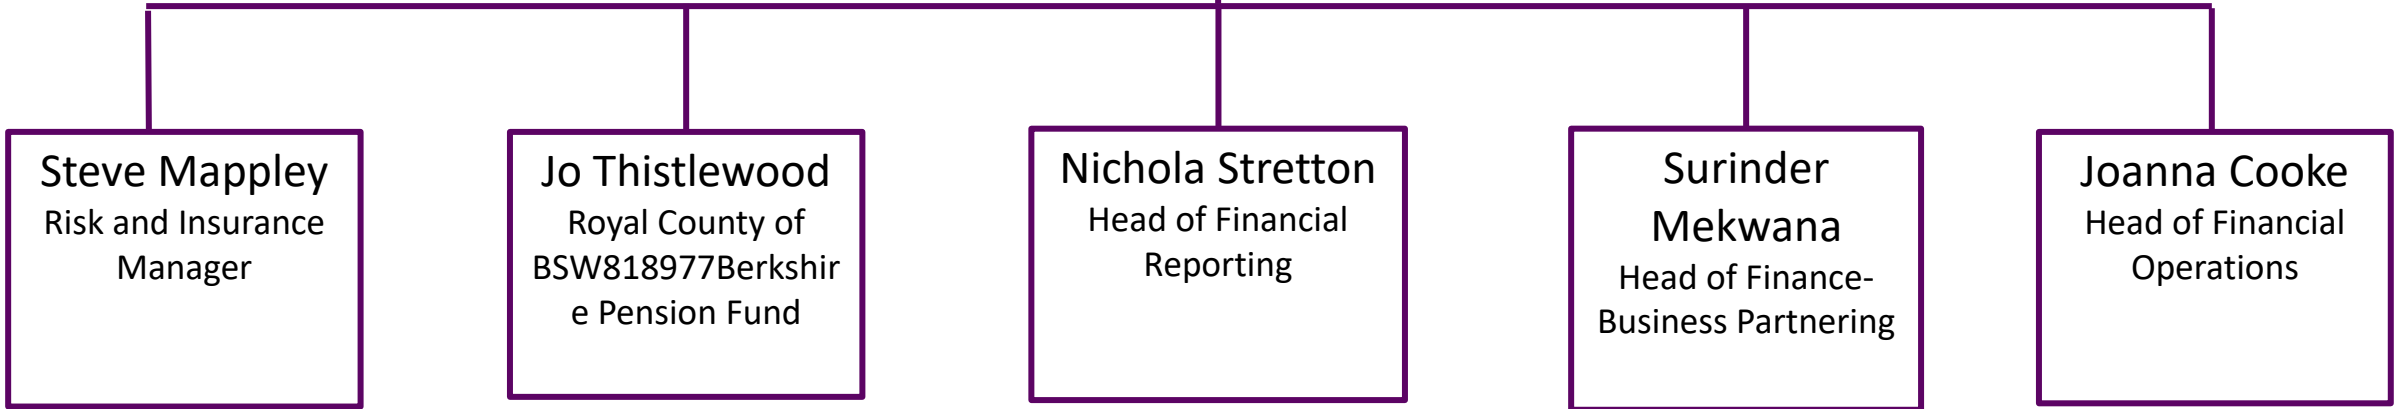 Steve Mappley
Risk and Insurance
Manager
Jo Thistlewood
Royal County of
BSW818977Berkshir
e Pension Fund
Nichola Stretton
Head of Financial
Reporting
Surinder
Mekwana
Head of Finance-
Business Partnering
Joanna Cooke
Head of Financial
Operations